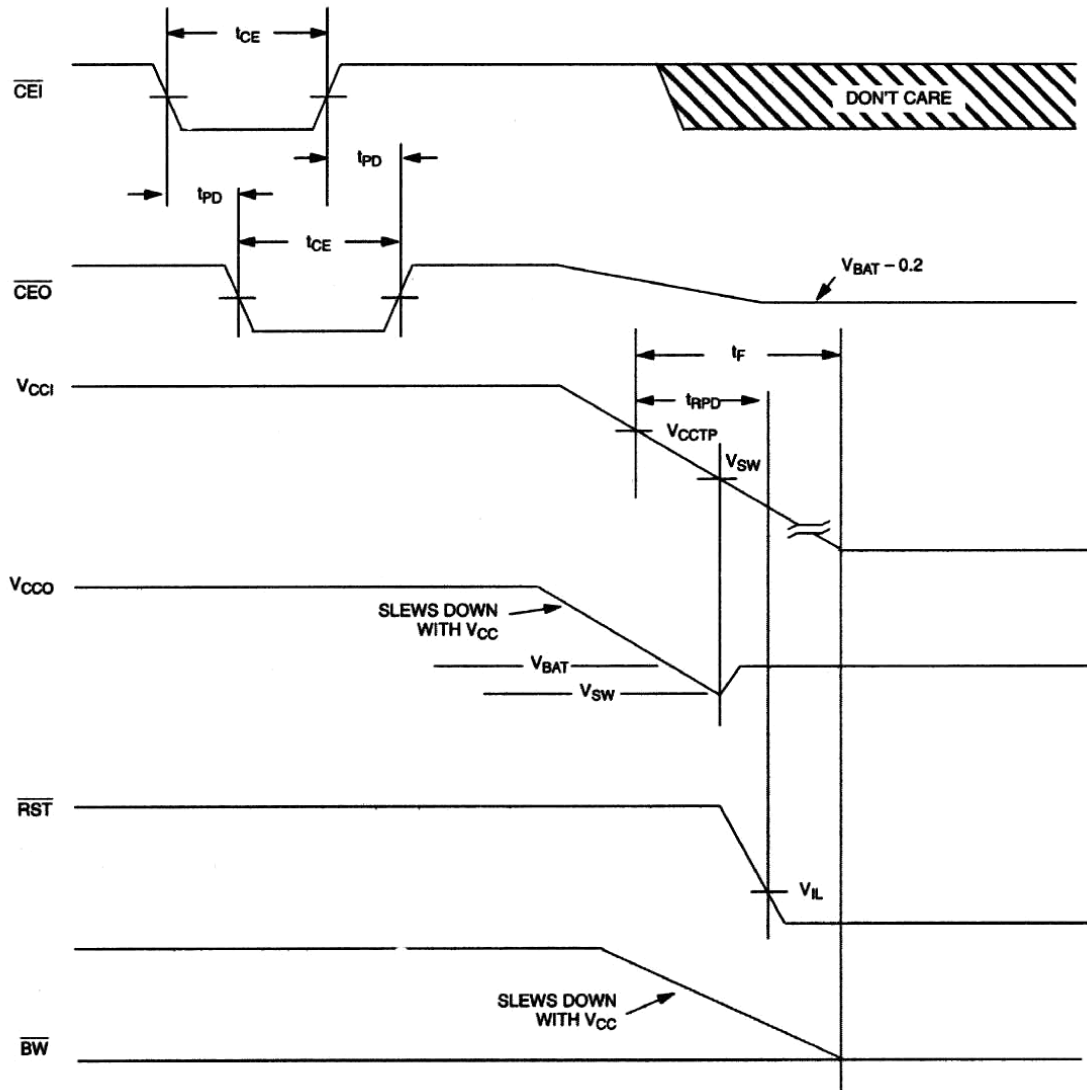 tCE
CEI
DON'T CARE
tPD
tPD
tCE
CEO
VBAT – 0.2
tF
VCCI
tRPD
VCCTP
VSW
VCCO
SLEWS DOWN
WITH VCC
VBAT
VSW
RST
VIL
SLEWS DOWN
WITH VCC
BW